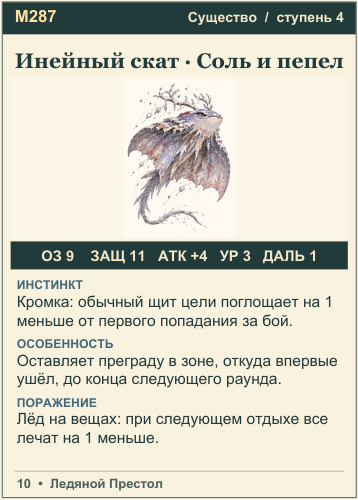 M287
Существо / ступень 4
Инейный скат · Соль и пепел
ОЗ 9 ЗАЩ 11 АТК +4 УР 3 ДАЛЬ 1
ИНСТИНКТ
Кромка: обычный щит цели поглощает на 1
меньше от первого попадания за бой.
ОСОБЕННОСТЬ
Оставляет преграду в зоне, откуда впервые
ушёл, до конца следующего раунда.
ПОРАЖЕНИЕ
Лёд на вещах: при следующем отдыхе все
лечат на 1 меньше.
10 • Ледяной Престол